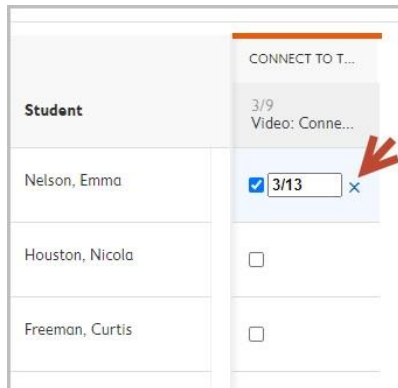 CONNECT TO T...
Student
3/9
Video: Conne...
Nelson, Emma
3/13
Houston, Nicola
Freeman, Curtis